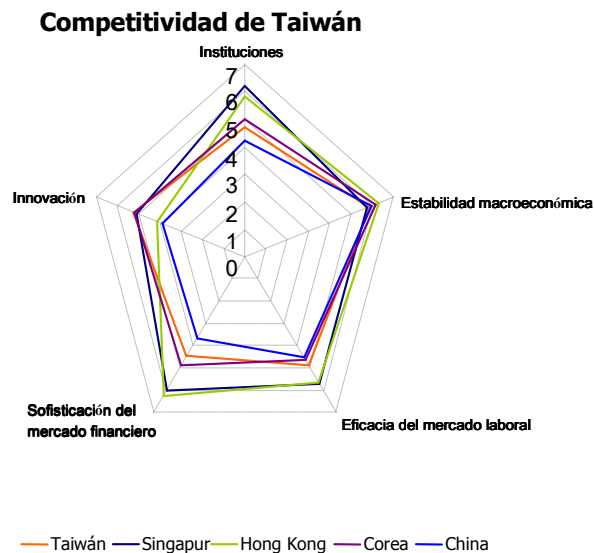 Competitividad de Taiwán
Instituciones
7
6
5
4
3
2
1
0
Innovación
Estabilidad macroeconómica
Sofisticación del
mercado financiero
Eficacia del mercado laboral
Taiwán
Singapur
Hong Kong
Corea
China